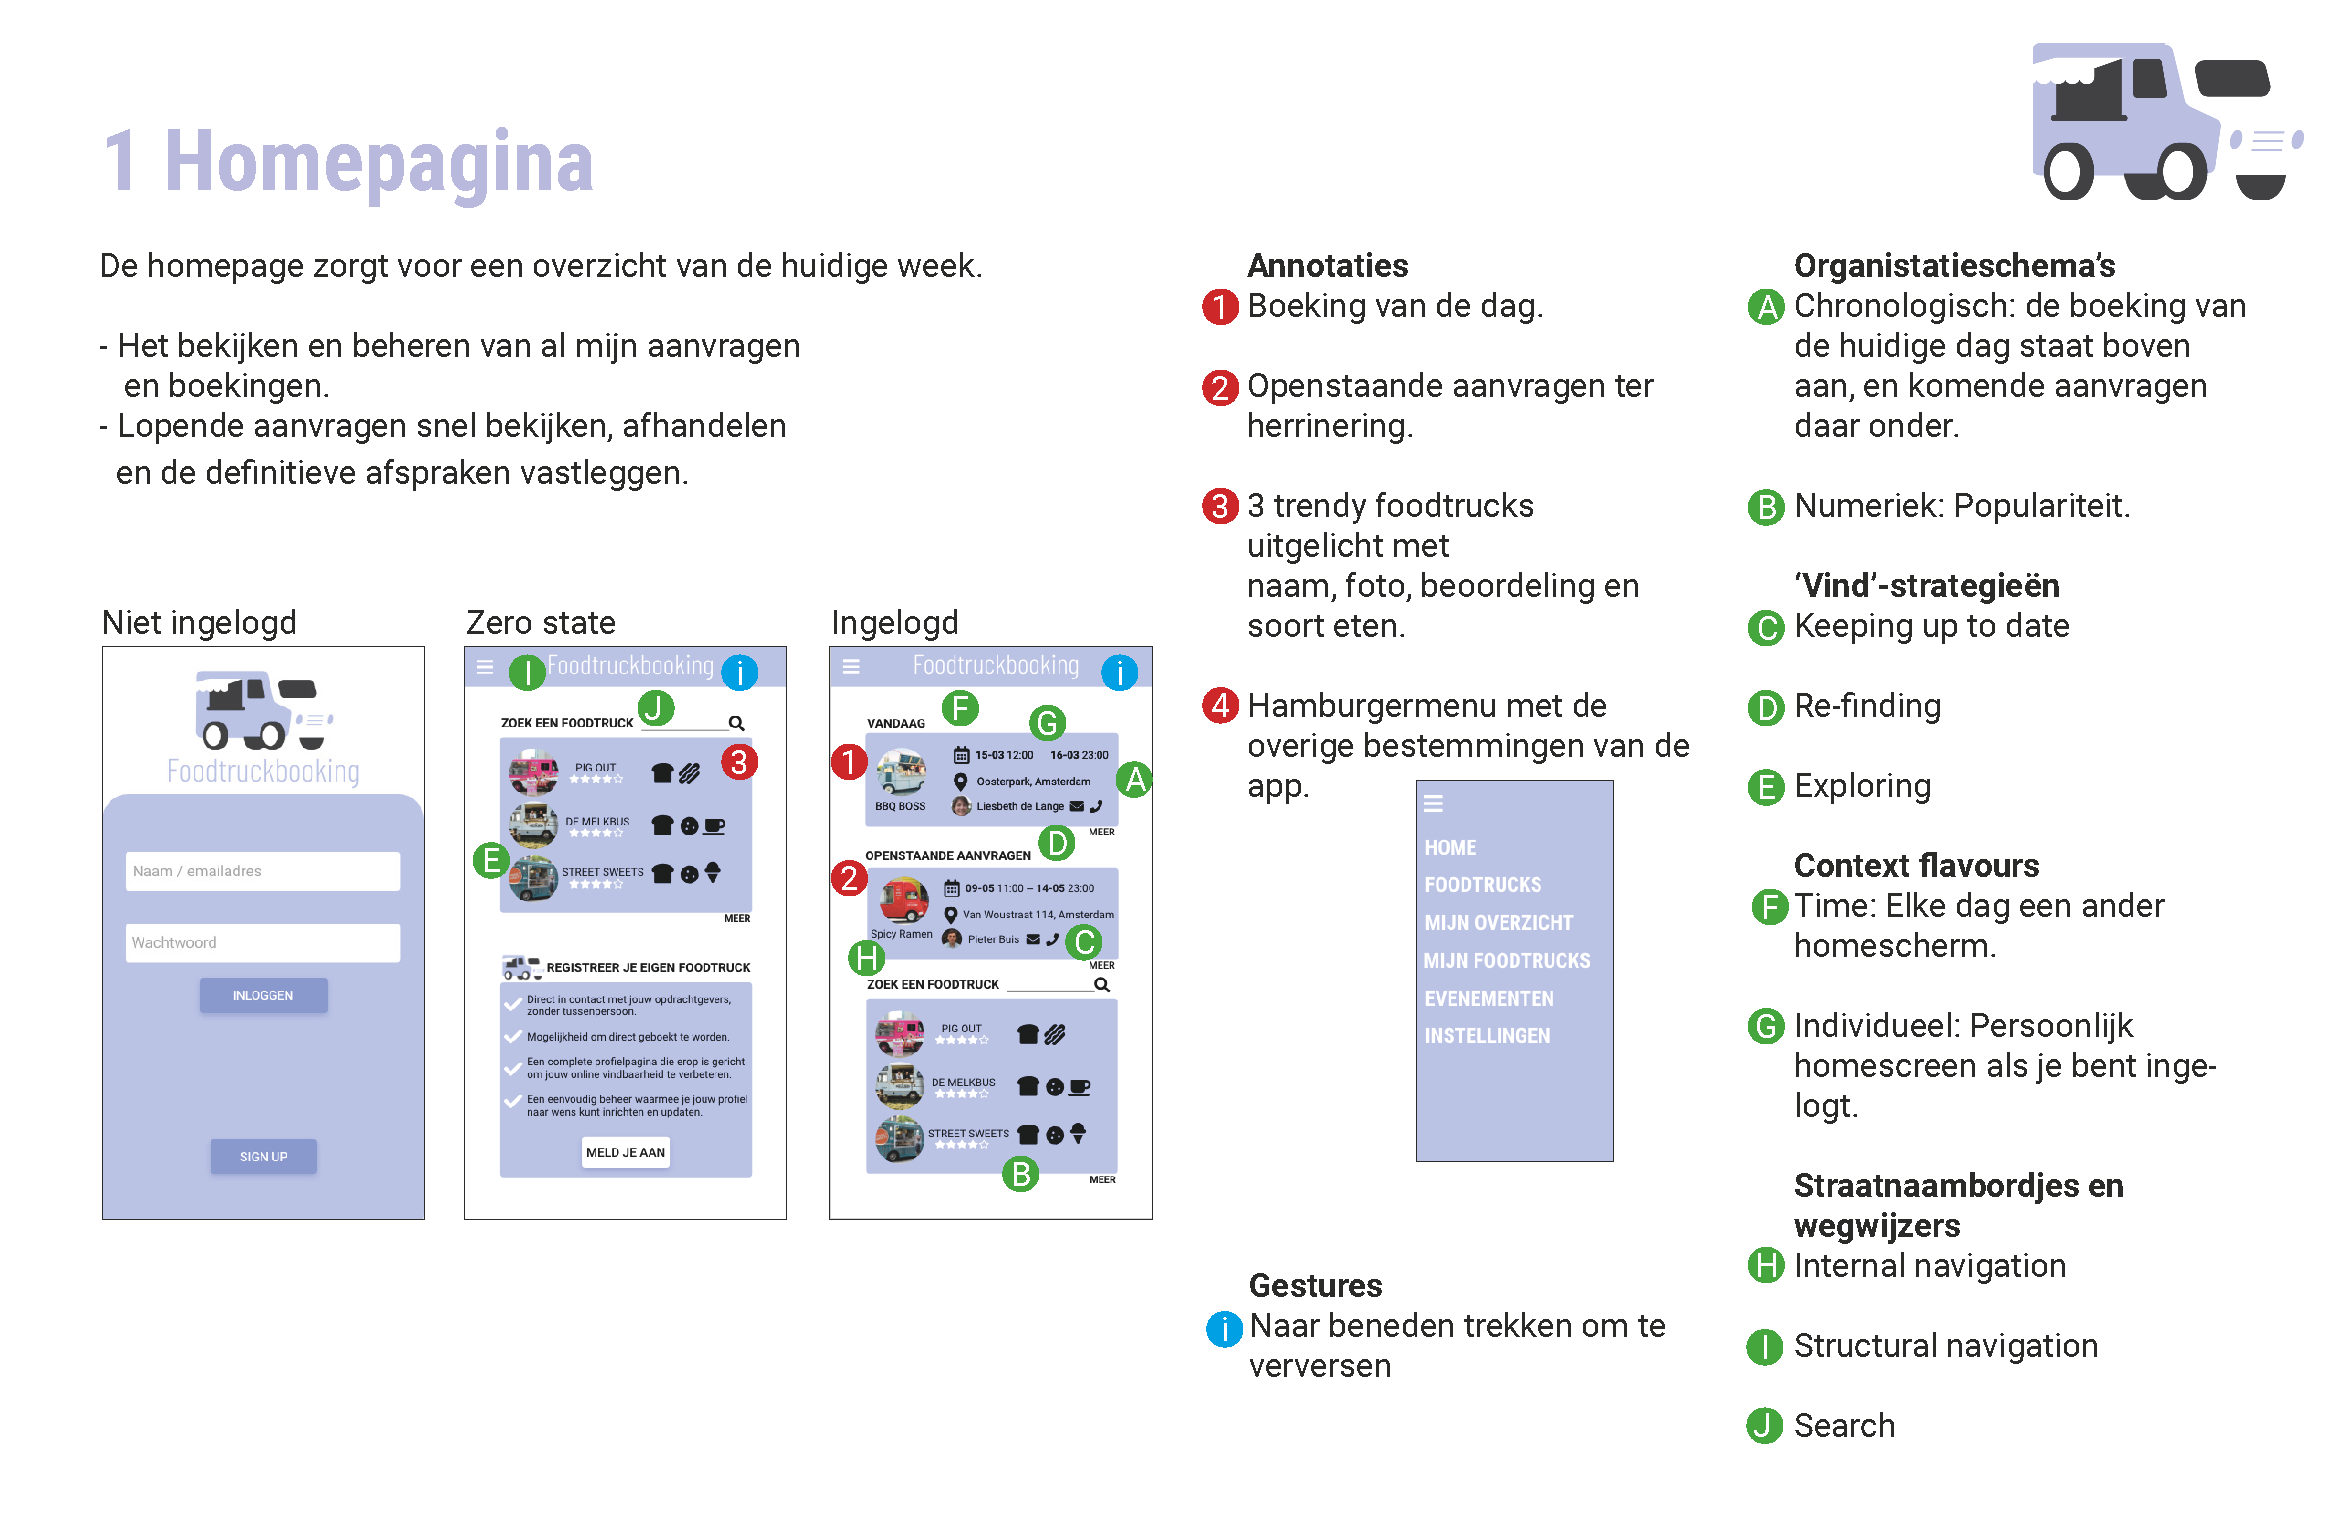 1 Homepagina
De homepage zorgt voor een overzicht van de huidige week.
- Het bekijken en beheren van al mijn aanvragen
en boekingen.
- Lopende aanvragen snel bekijken, afhandelen
en de definitieve afspraken vastleggen.
Niet ingelogd
Foodtruckbooking
Naam / emailadres
Wachtwoord
INLOGGEN
SIGN UP
Zero state
I Foodtruckbooking i
J
ZOEK EEN FOODTRUCK
3
PIG OUT
DE MELKBUS
E
STREET SWEETS
MEER
REGISTREER JE EIGEN FOODTRUCK
Direct in contact met jouw opdrachtgevers,
zonder tussenpersoon.
Mogelijkheid om direct geboekt te worden.
Een complete profielpagina die erop is gericht
om jouw online vindbaarheid te verbeteren.
Een eenvoudig beheer waarmee je jouw profiel
naar wens kunt inrichten en updaten.
MELD JE AAN
Ingelogd
Foodtruckbooking i
F
G
VANDAAG
1
15-03 12:00 16-03 23:00
A
Oosterpark, Amsterdam
BBQ BOSS
Liesbeth de Lange
MEER
D
OPENSTAANDE AANVRAGEN
2
09-05 11:00 – 14-05 23:00
Van Woustraat 114, Amsterdam
Spicy Ramen
Pieter Buis
C
H
MEER
ZOEK EEN FOODTRUCK
PIG OUT
DE MELKBUS
STREET SWEETS
B
MEER
Annotaties
1 Boeking van de dag.
2 Openstaande aanvragen ter
herrinering.
3 3 trendy foodtrucks
uitgelicht met
naam, foto, beoordeling en
soort eten.
4 Hamburgermenu met de
overige bestemmingen van de
app.
HOME
FOODTRUCKS
MIJN OVERZICHT
MIJN FOODTRUCKS
EVENEMENTEN
INSTELLINGEN
Gestures
i Naar beneden trekken om te
verversen
Organistatieschema’s
A Chronologisch: de boeking van
de huidige dag staat boven
aan, en komende aanvragen
daar onder.
B Numeriek: Populariteit.
‘Vind’-strategieën
C Keeping up to date
D Re-finding
E Exploring
Context flavours
F Time: Elke dag een ander
homescherm.
G Individueel: Persoonlijk
homescreen als je bent inge-
logt.
Straatnaambordjes en
wegwijzers
H Internal navigation
I Structural navigation
J Search